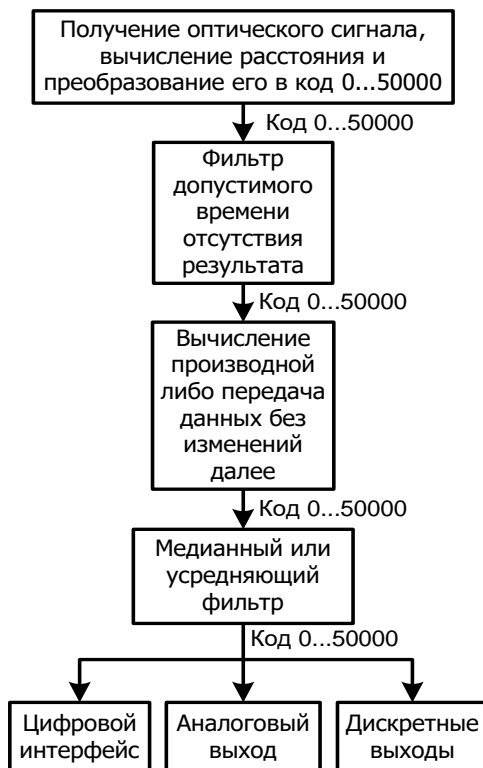 Получение оптического сигнала,
вычисление расстояния и
преобразование его в код 0...50000
Код 0...50000
Фильтр
допустимого
времени
отсутствия
результата
Код 0...50000
Вычисление
производной
либо передача
данных без
изменений
далее
Код 0...50000
Медианный или
усредняющий
фильтр
Код 0...50000
Цифровой
интерфейс
Аналоговый
выход
Дискретные
выходы